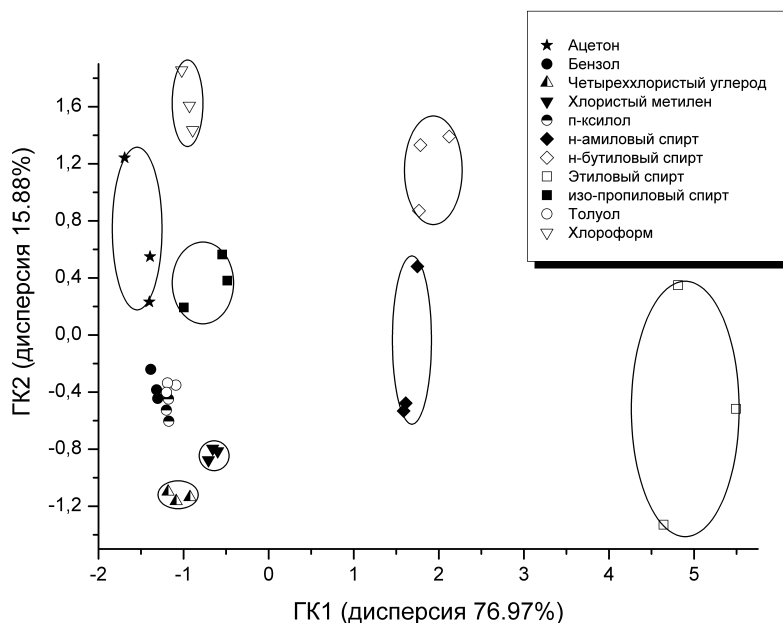 Ацетон
Бензол
Четыреххлористый углерод
Хлористый метилен
п-ксилол
н-амиловый спирт
н-бутиловый спирт
Этиловый спирт
изо-пропиловый спирт
Толуол
Хлороформ
1,6
1,2
0,8
0,4
0,0
-0,4
-0,8
-1,2
ГК2 (дисперсия 15.88%)
-2 -1 0 1 2 3 4 5
ГК1 (дисперсия 76.97%)